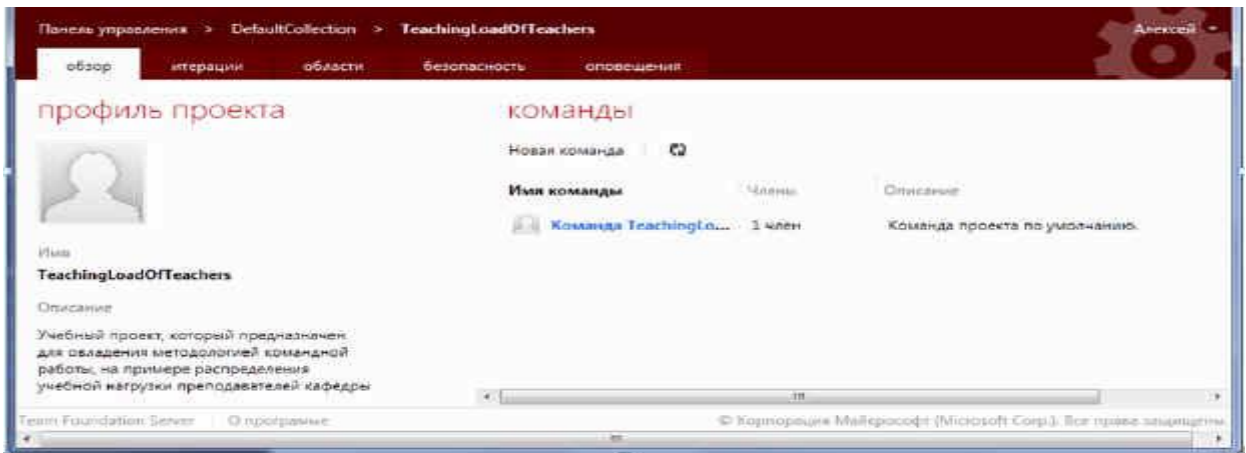 Панель управления > DefaultCollection > TeachingLoadOfTeachers
Алексей
обзор итерации области безопасность оповещения
профиль проекта
Имя
TeachingLoadOfTeachers
Описание
Учебный проект, который предназначен
для овладения методологией командной
работы, на примере распределения
учебной нагрузки преподавателей кафедры
команды
Новая команда
Имя команды Члены Описание
Команда TeachingLo... 1 член Команда проекта по умолчанию.
Team Foundation Server | О программе
© Корпорация Майкрософт (Microsoft Corp.). Все права защищены.